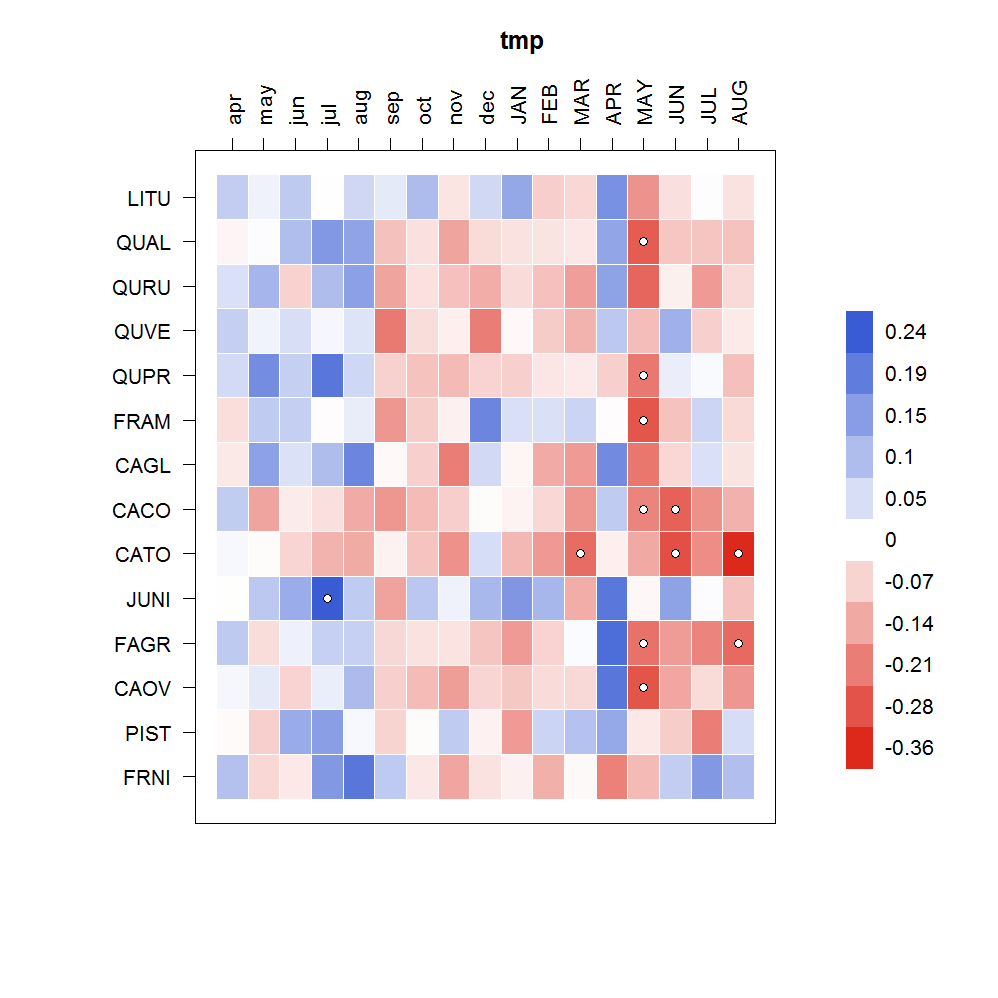 tmp
apr may jun jul aug sep oct nov dec JAN FEB MAR APR MAY JUN JUL AUG
LITU
QUAL
QURU
QUVE
QUPR
FRAM
CAGL
CACO
CATO
JUNI
FAGR
CAOV
PIST
FRNI
0.24
0.19
0.15
0.1
0.05
0
-0.07
-0.14
-0.21
-0.28
-0.36